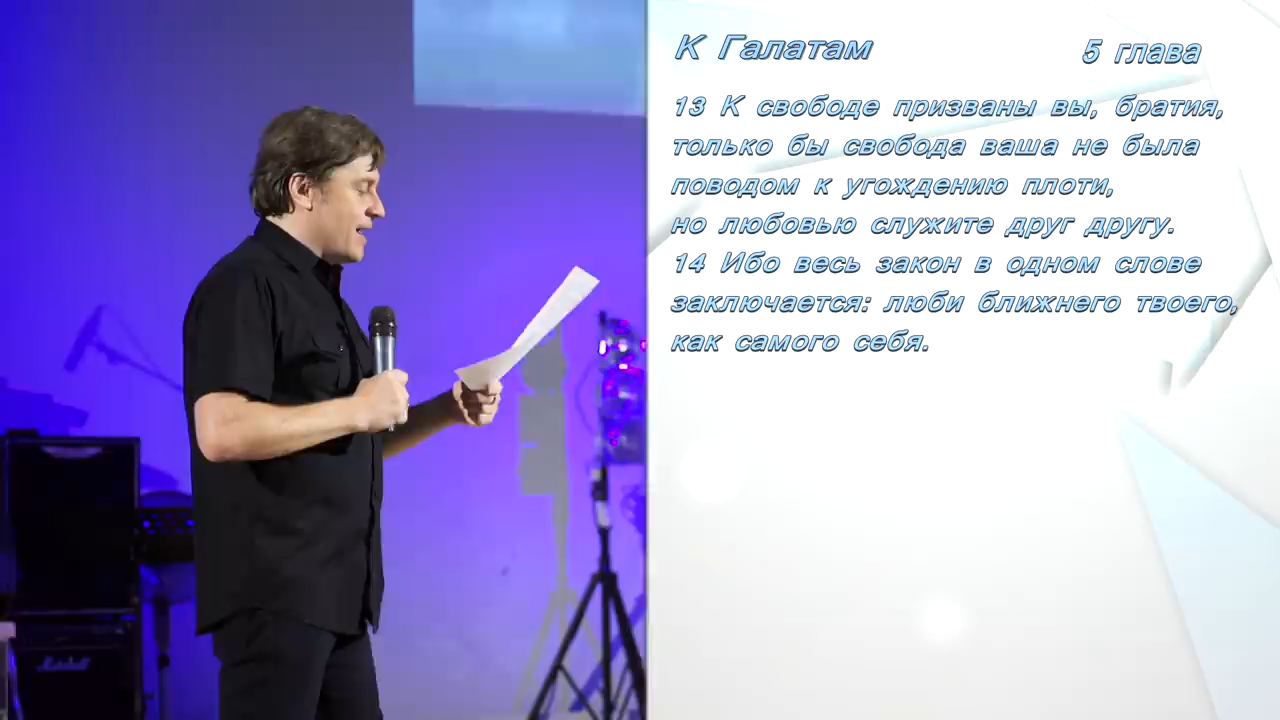 К Галатам 5 глава
13 К свободе призваны вы, братия,
только бы свобода ваша не была
поводом к угождению плоти,
но любовью служите друг другу.
14 Ибо весь закон в одном слове
заключается: люби ближнего твоего,
как самого себя.
Marshall